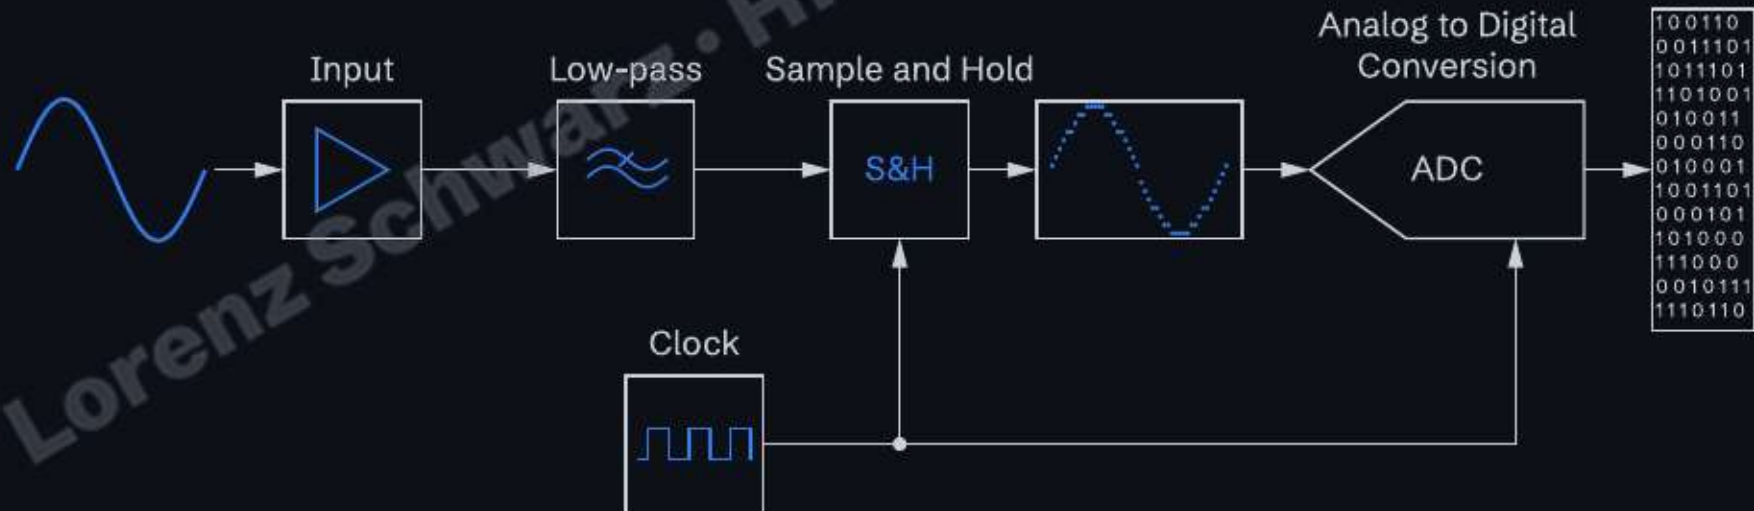 Input
Low-pass
Sample and Hold
Analog to Digital
Conversion
S&H
ADC
Clock
100110
0011101
1011101
1101001
010011
000110
010001
1001101
000101
101000
111000
0010111
1110110
Lorenz Schwarz · H